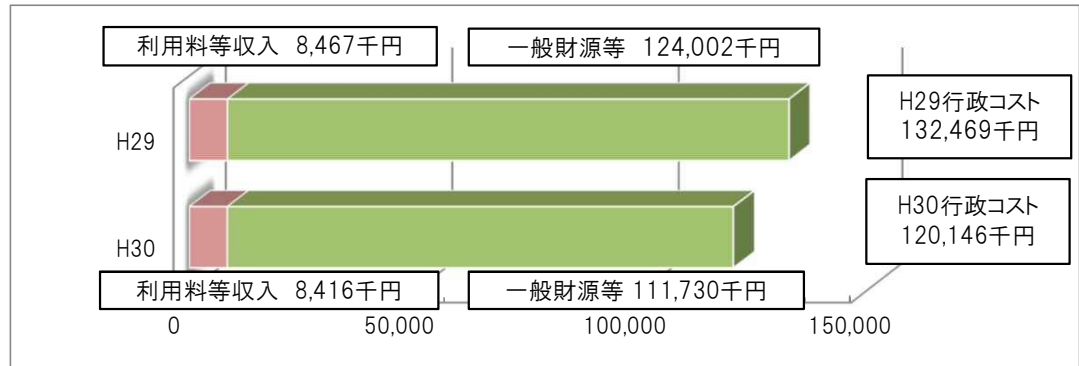 利用料等収入 8,467千円
一般財源等 124,002千円
H29
H29行政コスト
132,469千円
H30
H30行政コスト
120,146千円
利用料等収入 8,416千円
一般財源等 111,730千円
0
50,000
100,000
150,000